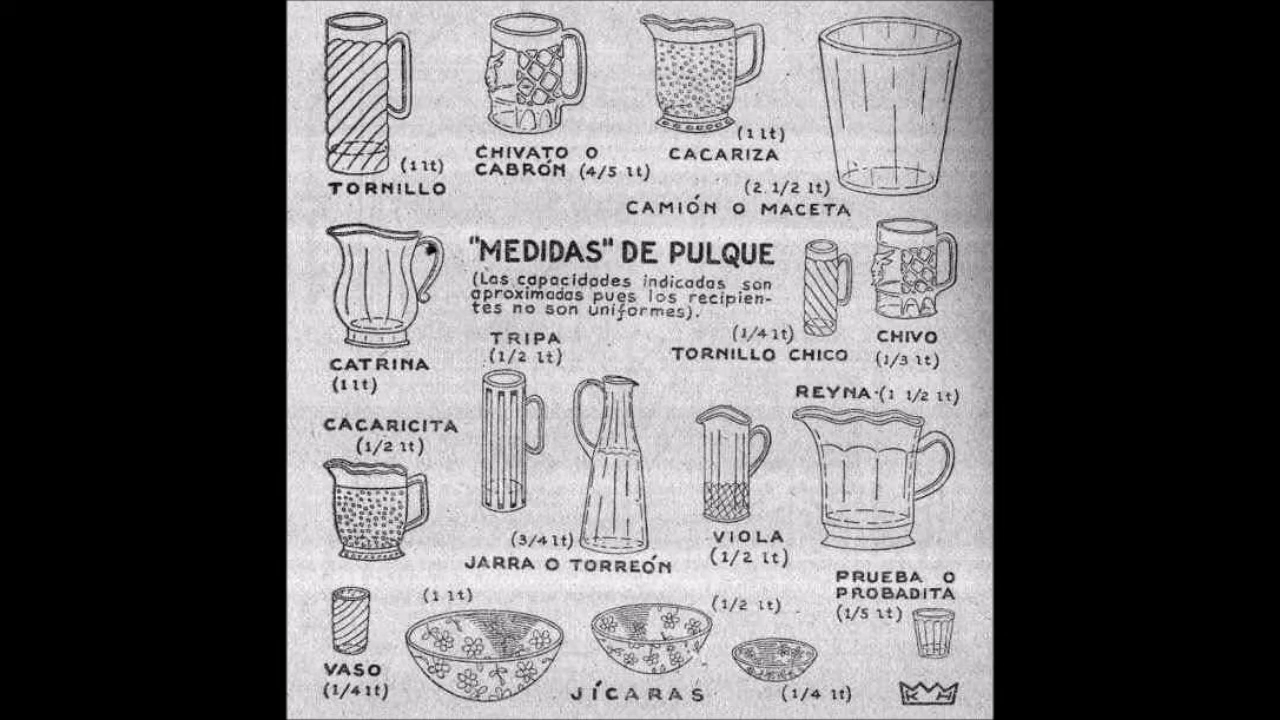 (1 lt)
TORNILLO
CHIVATO O
CABRÓN (4/5 lt)
(1 lt)
CACARIZA
(2 1/2 lt)
CAMIÓN O MACETA
"MEDIDAS" DE PULQUE
(Las capacidades indicadas son
aproximadas pues los recipien-
tes no son uniformes).
CATRINA
(1 lt)
TRIPA
(1/2 lt)
(1/4 lt)
TORNILLO CHICO
CHIVO
(1/3 lt)
REYNA (1 1/2 lt)
CACARICITA
(1/2 lt)
(3/4 lt)
JARRA O TORREÓN
VIOLA
(1/2 lt)
PRUEBA O
PROBADITA
(1/5 lt)
VASO
(1/4 lt)
(1 lt)
(1/2 lt)
JÍCARAS
(1/4 lt)